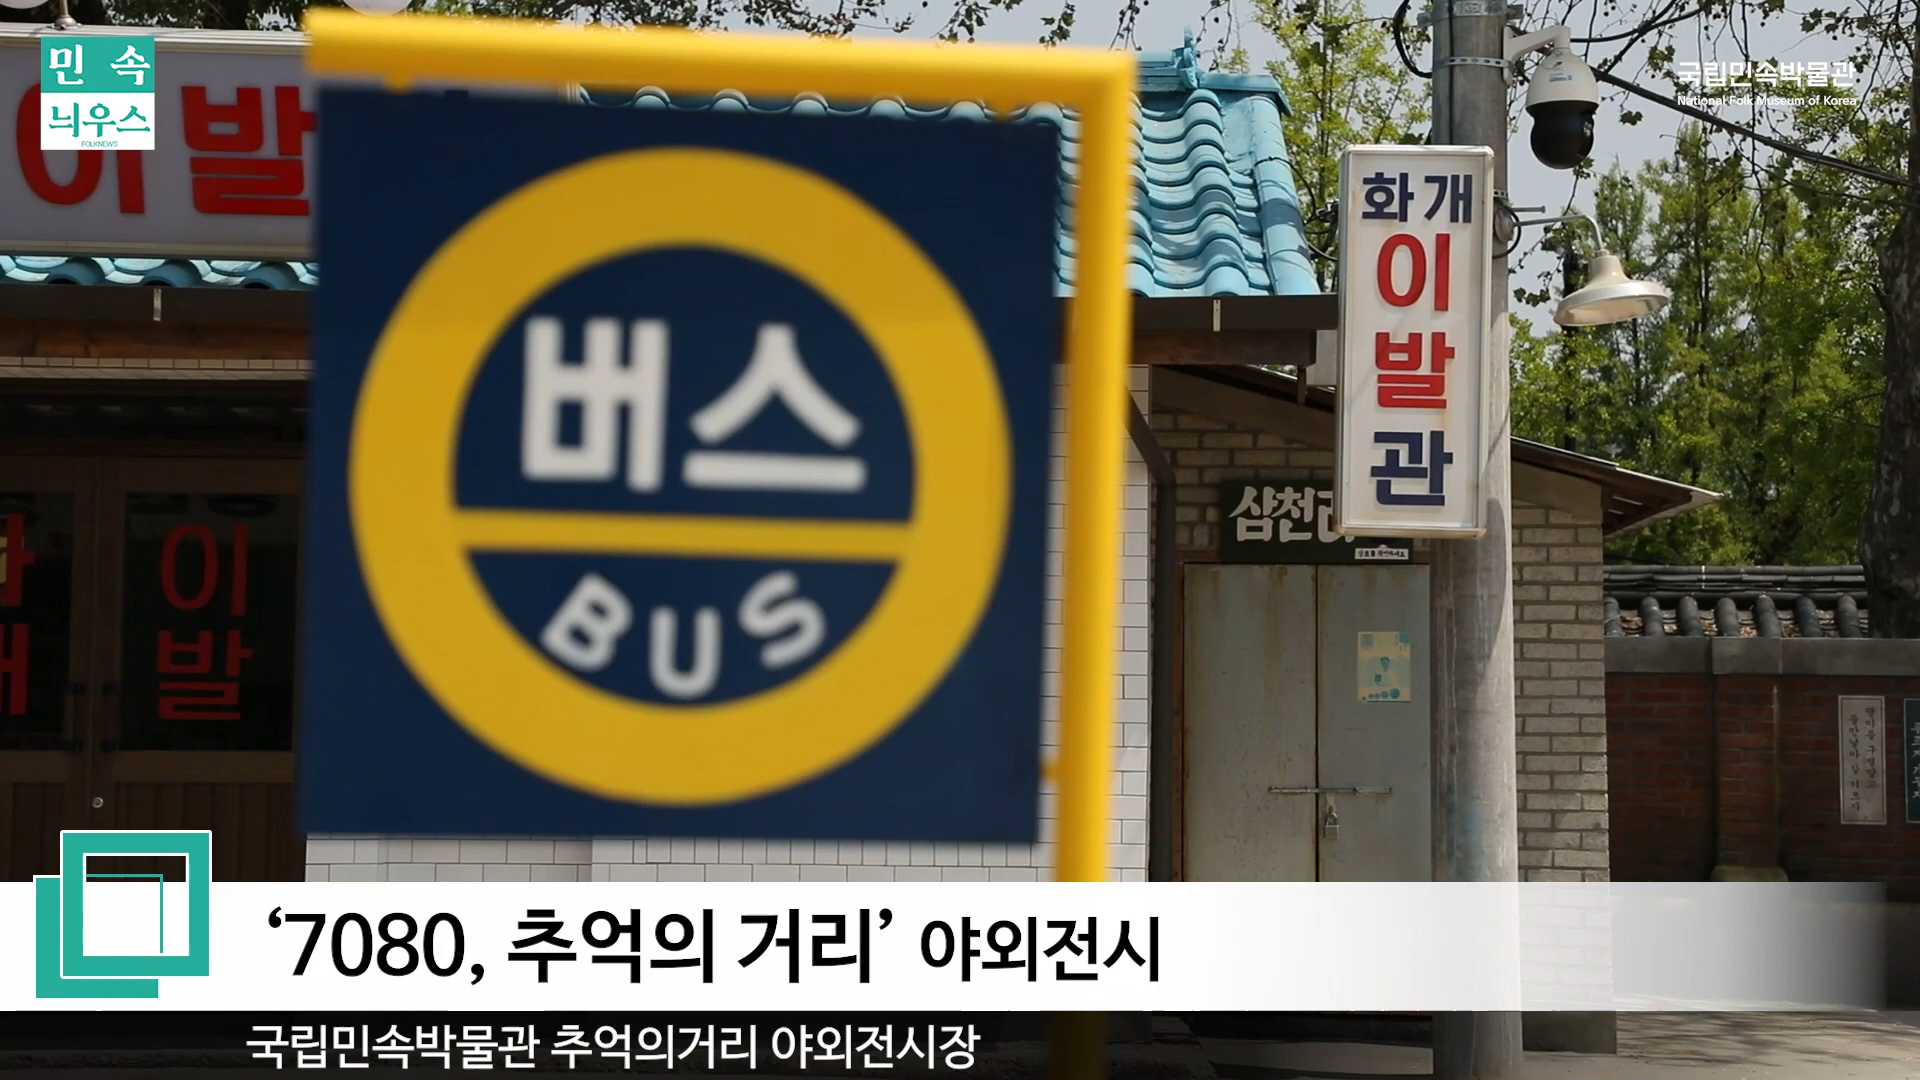 민속
늬우스
FOLKNEWS
국립민속박물관
National Folk Museum of Korea
이발
버스
BUS
화개
이
발
관
삼천리
이
발
‘7080, 추억의 거리’ 야외전시
국립민속박물관 추억의거리 야외전시장